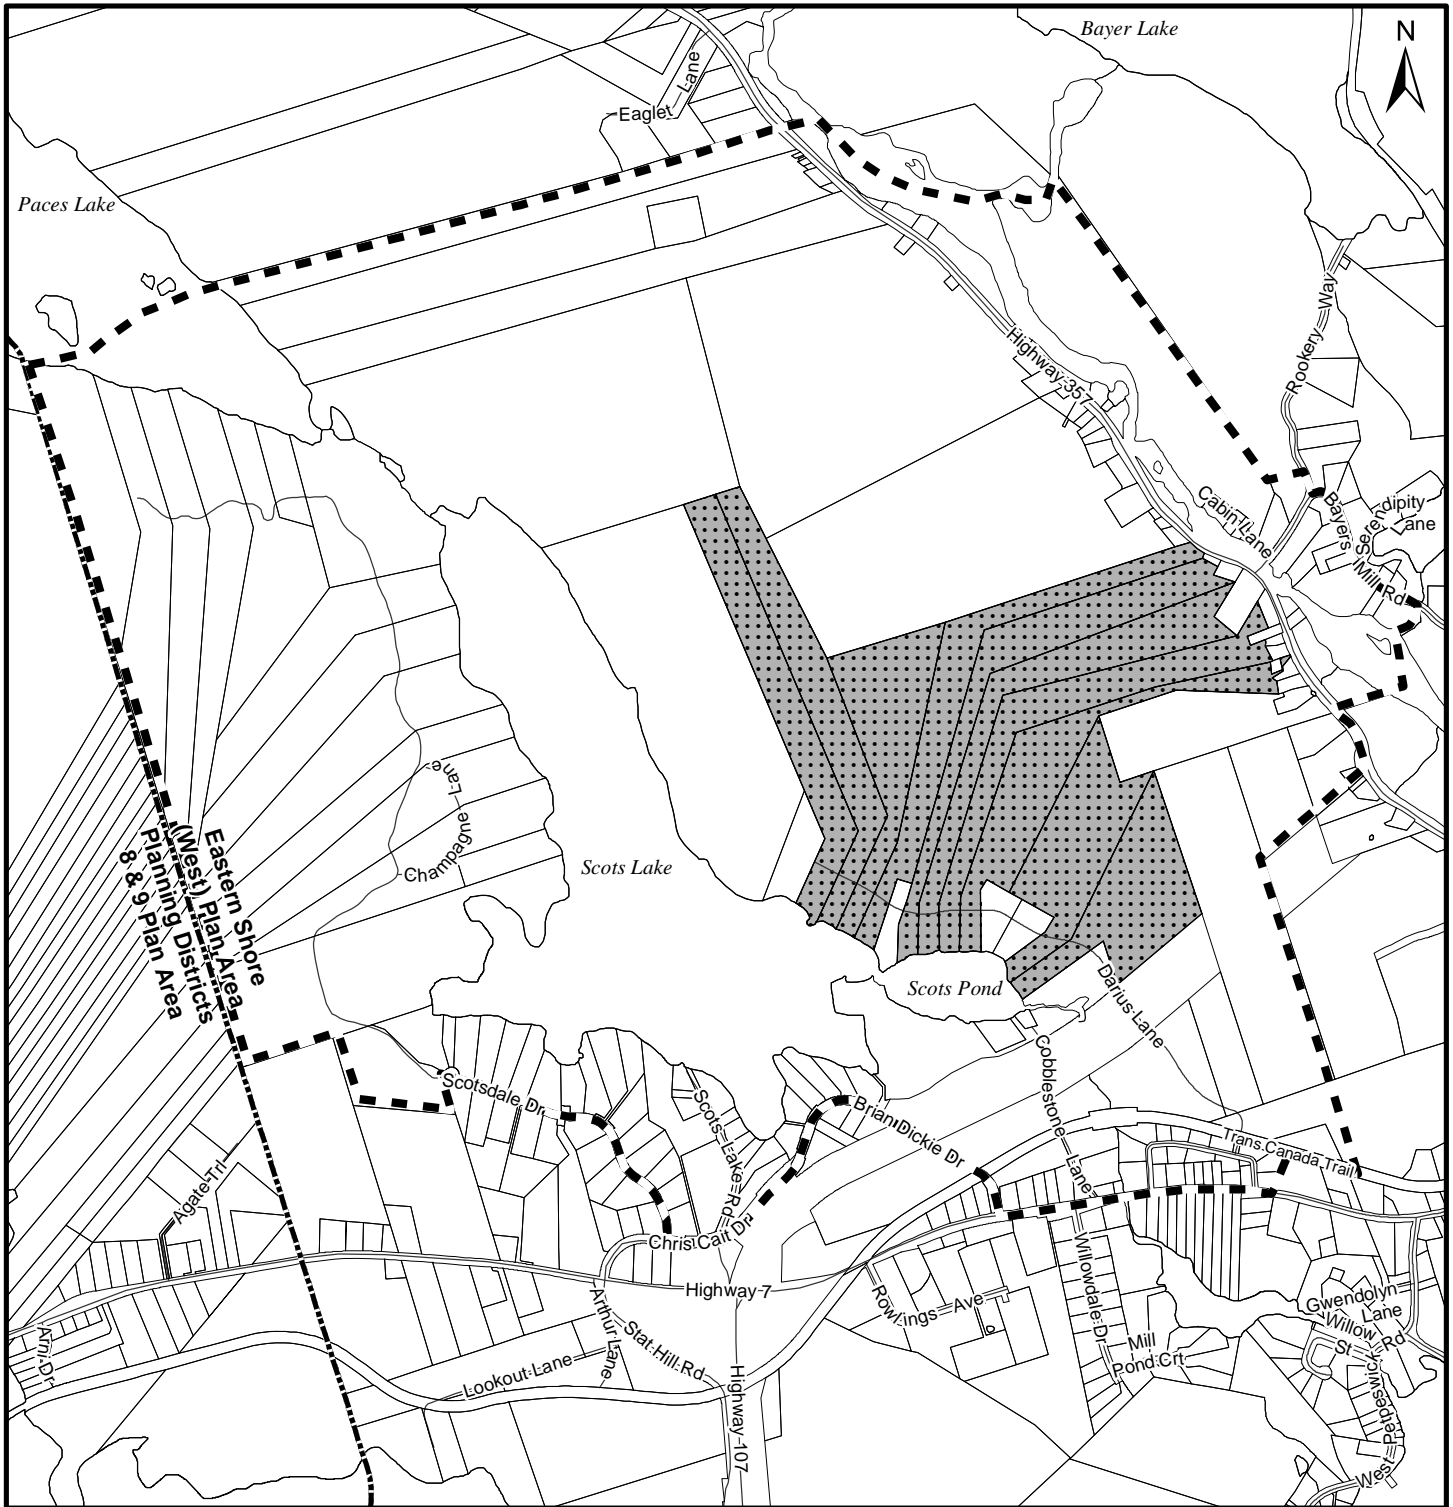 Bayer Lake
N
Eaglet Lane
Paces Lake
Highway 357
Rookery Way
Cabin II Lane
Bayers Mill Rd
Serendipity
Lane
Champagne Lane
Eastern Shore
(West) Plan Area
Planning Districts
8 & 9 Plan Area
Scots Lake
Scots Pond
Darius Lane
Cobblestone Lane
Scotsdale Dr
Scots Lake Rd
Brian Dickie Dr
Trans Canada Trail
Agate Trl
Chris Cait Dr
Highway 7
Willowdale Dr
Rowlings Ave
Gwendolyn
Lane
Willow
St
Arthur Lane
Stat Hill Rd
Mill
Pond Crt
Arni Dr
Lookout Lane
Highway 107
West Petpeswick Rd